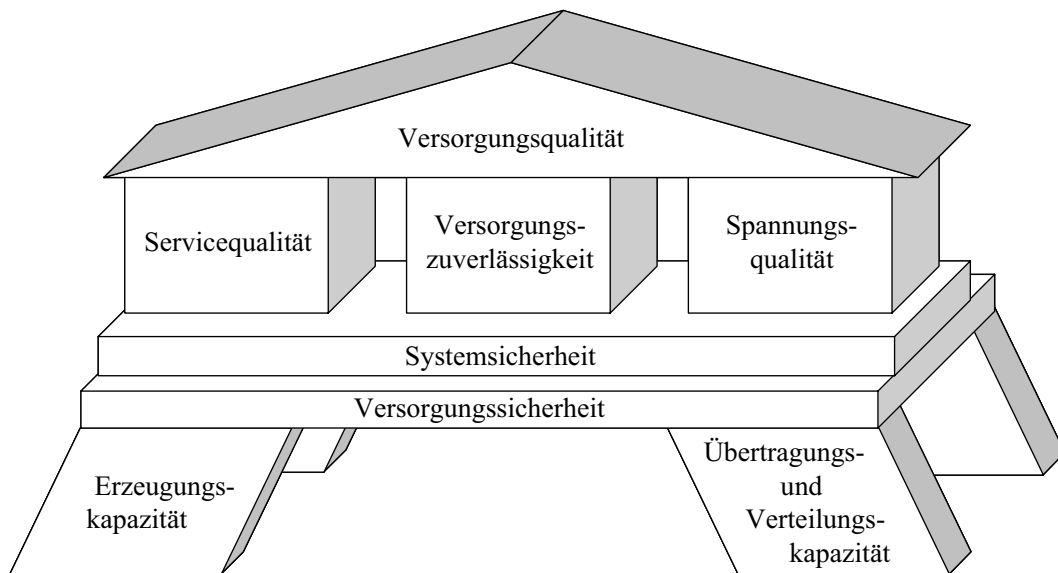 Versorgungsqualität
Servicequalität
Versorgungs-
zuverlässigkeit
Spannungs-
qualität
Systemsicherheit
Versorgungssicherheit
Erzeugungs-
kapazität
Übertragungs-
und
Verteilungs-
kapazität